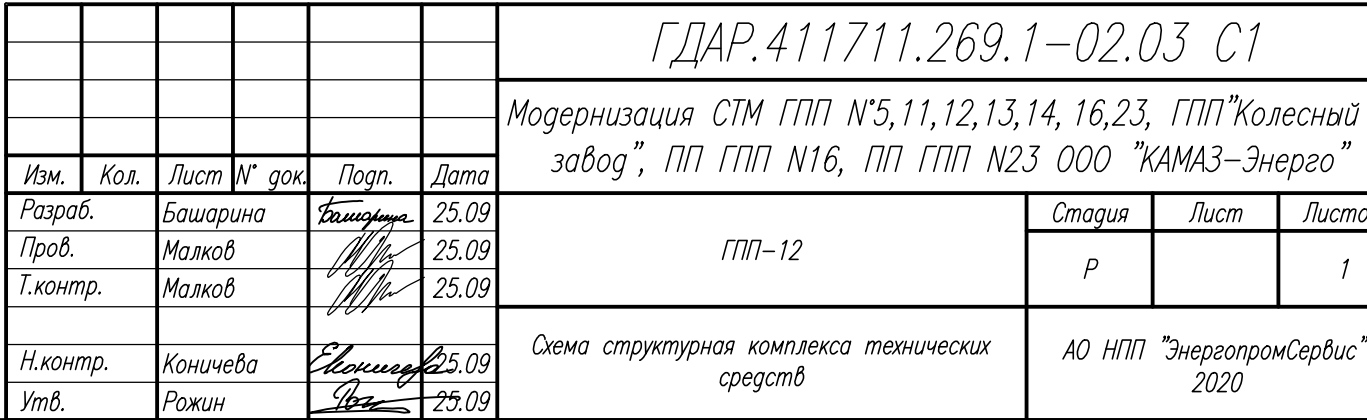 ГДАР.411711.269.1-02.03 С1
Модернизация СТМ ГПП N°5,11,12,13,14, 16,23, ГПП"Колесный
завод", ПП ГПП N16, ПП ГПП N23 ООО "КАМАЗ-Энерго"
Изм. Кол. Лист N° док. Подп. Дата
Разраб. Башарина Башарина 25.09
Пров. Малков 25.09
Т.контр. Малков 25.09
Н.контр. Коничева 25.09
Утв. Рожин 25.09
ГПП-12
Стадия Лист
Р 1
Схема структурная комплекса технических
средств
АО НПП "ЭнергопромСервис"
2020